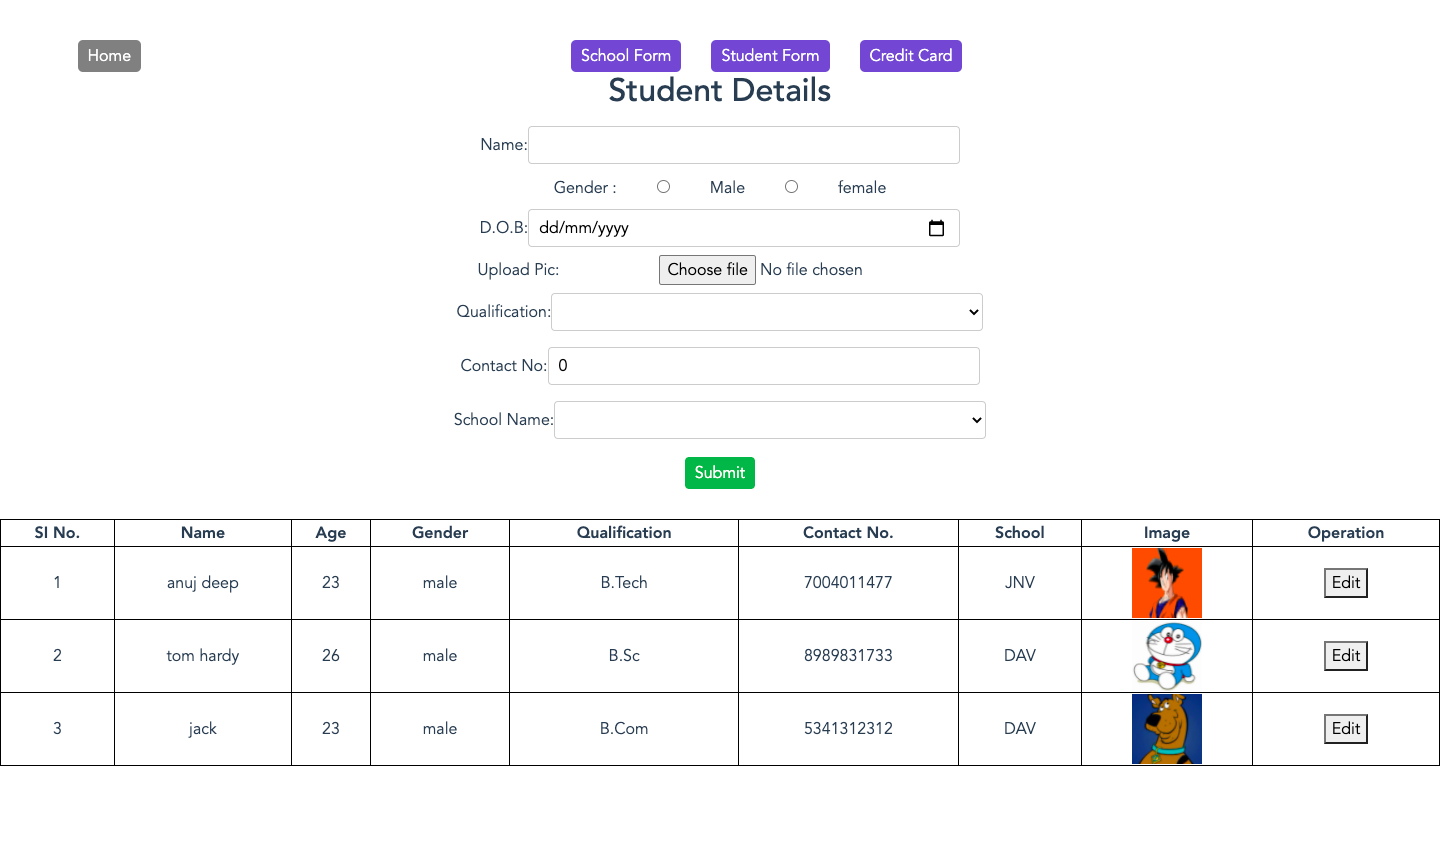 Home School Form Student Form Credit Card
Student Details
Name:
Gender : Male female
D.O.B: dd/mm/yyyy
Upload Pic: Choose file No file chosen
Qualification:
Contact No: 0
School Name:
Submit
SI No. Name Age Gender Qualification Contact No. School Image Operation
1 anuj deep 23 male B.Tech 7004011477 JNV Edit
2 tom hardy 26 male B.Sc 8989831733 DAV Edit
3 jack 23 male B.Com 5341312312 DAV Edit